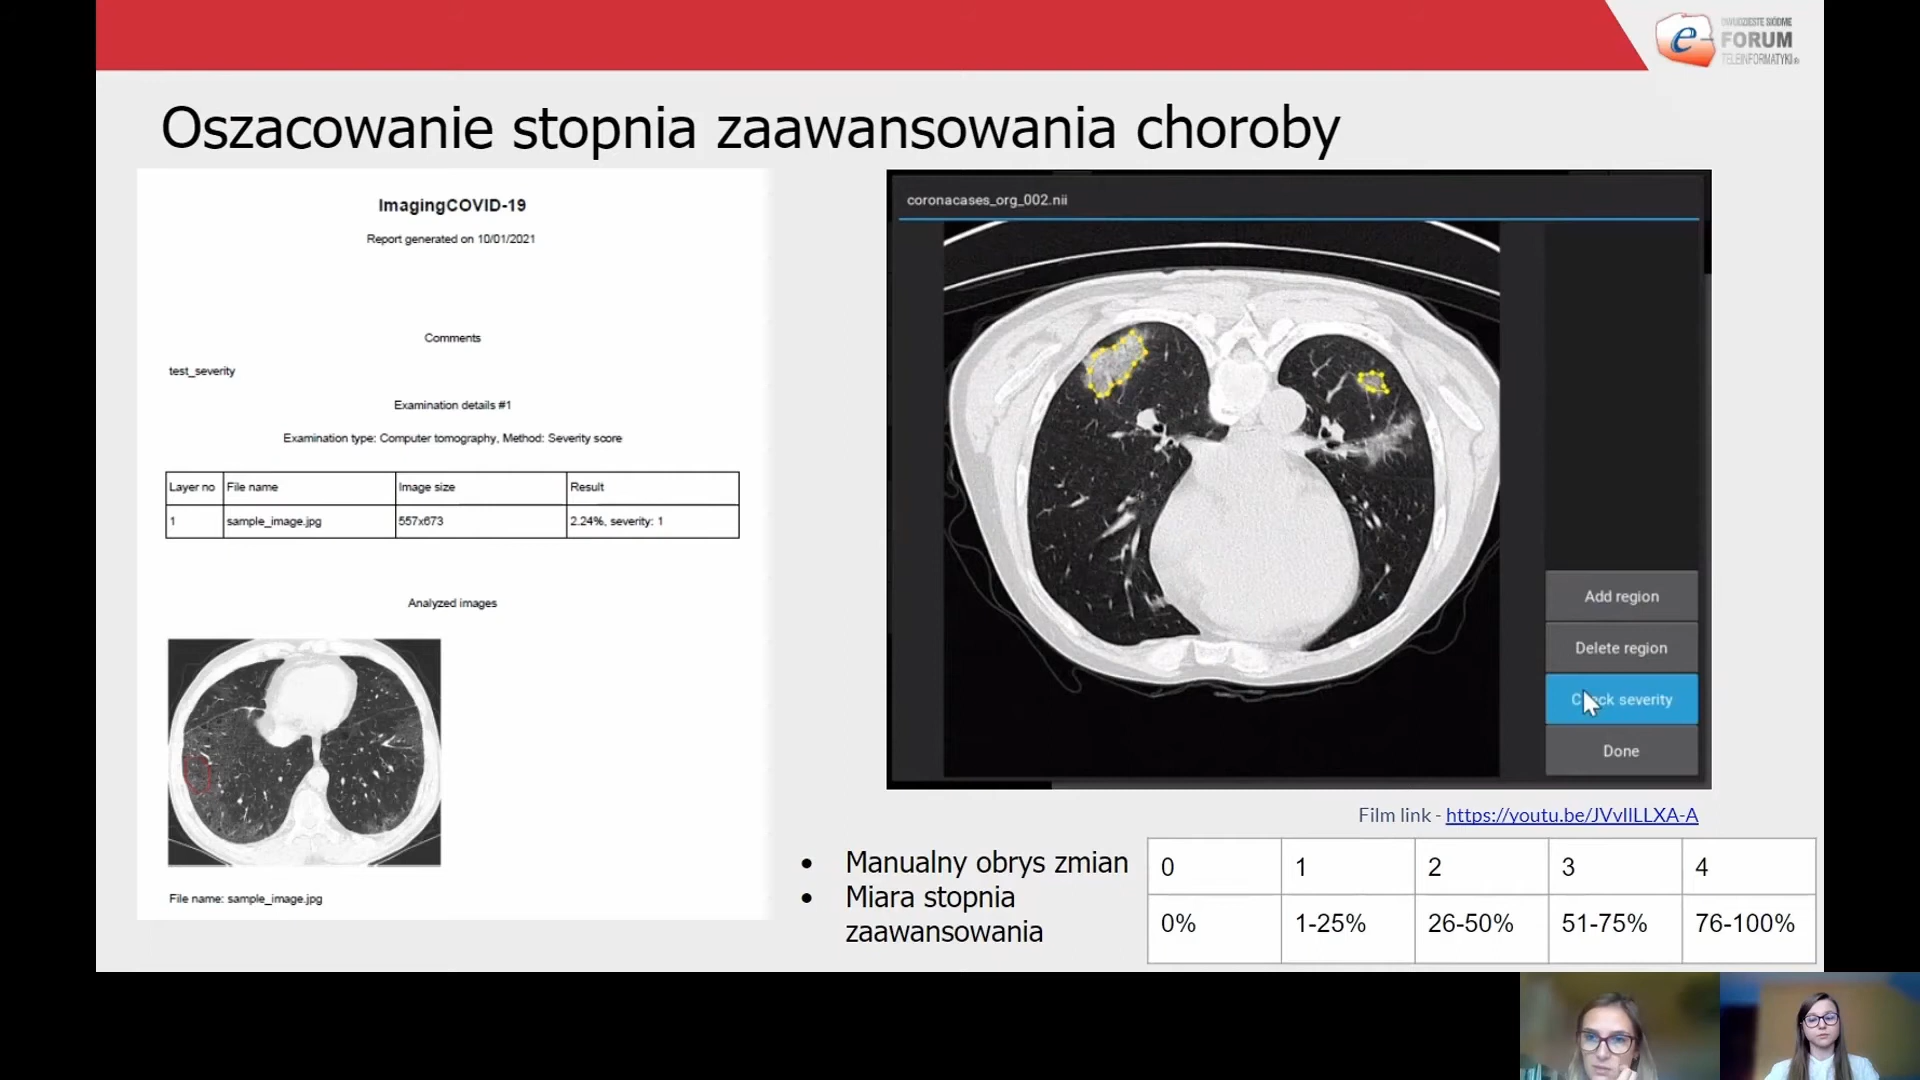 DWUDZIESTE SIÓDME
e FORUM
TELEINFORMATYKI
Oszacowanie stopnia zaawansowania choroby
ImagingCOVID-19
Report generated on 10/01/2021
Comments
test_severity
Examination details #1
Examination type: Computer tomography, Method: Severity score
Layer no File name Image size Result
1 sample_image.jpg 557x673 2.24%, severity: 1
Analyzed images
File name: sample_image.jpg
coronacases_org_002.nii
Add region
Delete region
severity
Done
Film link - https://youtu.be/JVvIlLLXA-A
• Manualny obrys zmian
• Miara stopnia
zaawansowania
0 1 2 3 4
0% 1-25% 26-50% 51-75% 76-100%